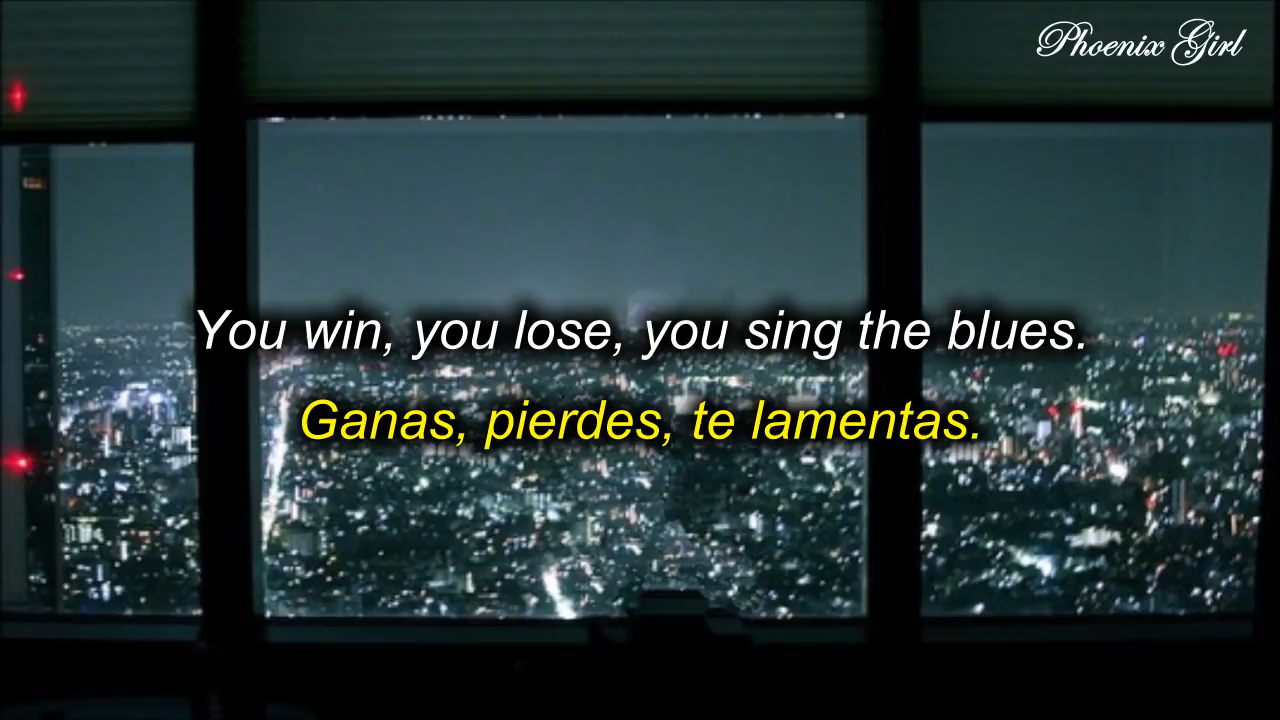 Phoenix Girl
You win, you lose, you sing the blues.
Ganas, pierdes, te lamentas.